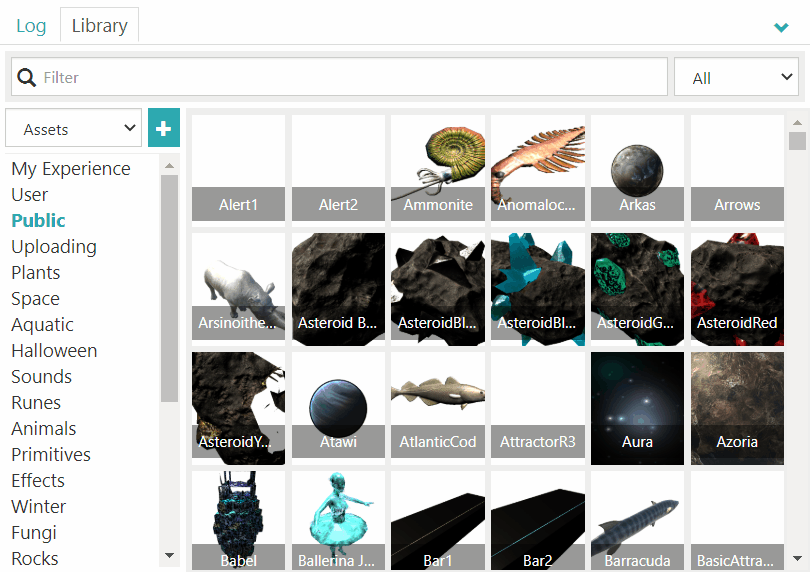 Log Library
Filter All
Assets
My Experience
User
Public
Uploading
Plants
Space
Aquatic
Halloween
Sounds
Runes
Animals
Primitives
Effects
Winter
Fungi
Rocks
Alert1 Alert2 Ammonite Anomaloc... Arkas Arrows
Arsinoithe... Asteroid B... AsteroidBl... AsteroidBl... AsteroidG... AsteroidRed
AsteroidY... Atawi AtlanticCod AttractorR3 Aura Azoria
Babel Ballerina J... Bar1 Bar2 Barracuda BasicAttra...